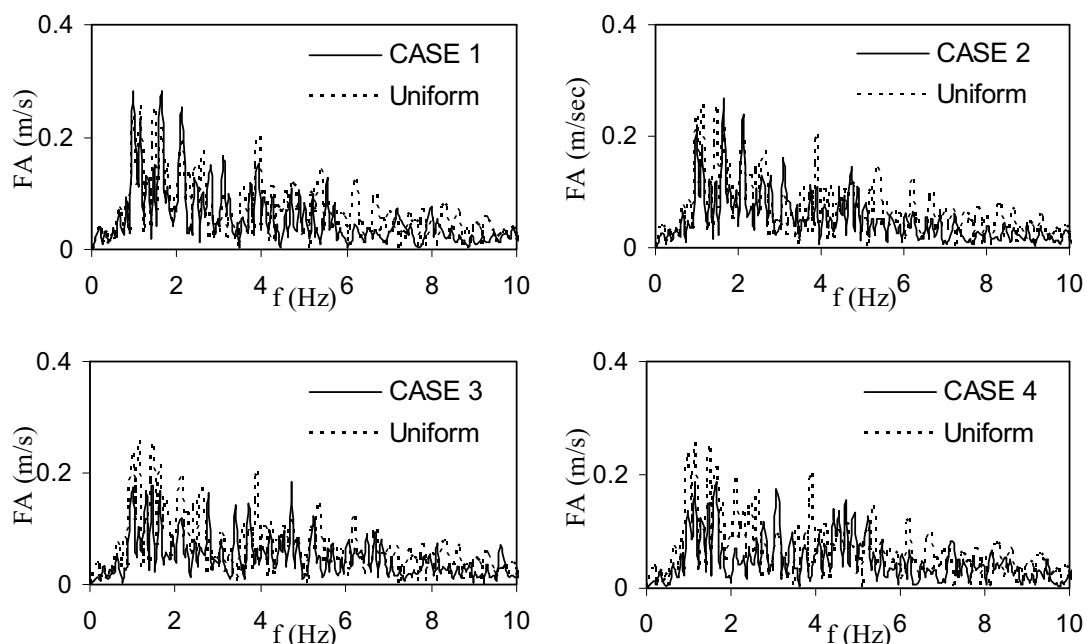 0.4
CASE 1
Uniform
0.2
0
FA (m/s)
0 2 4 6 8 10
f (Hz)
0.4
CASE 2
Uniform
0.2
0
FA (m/sec)
0 2 4 6 8 10
f (Hz)
0.4
CASE 3
Uniform
0.2
0
FA (m/s)
0 2 4 6 8 10
f (Hz)
0.4
CASE 4
Uniform
0.2
0
FA (m/s)
0 2 4 6 8 10
f (Hz)